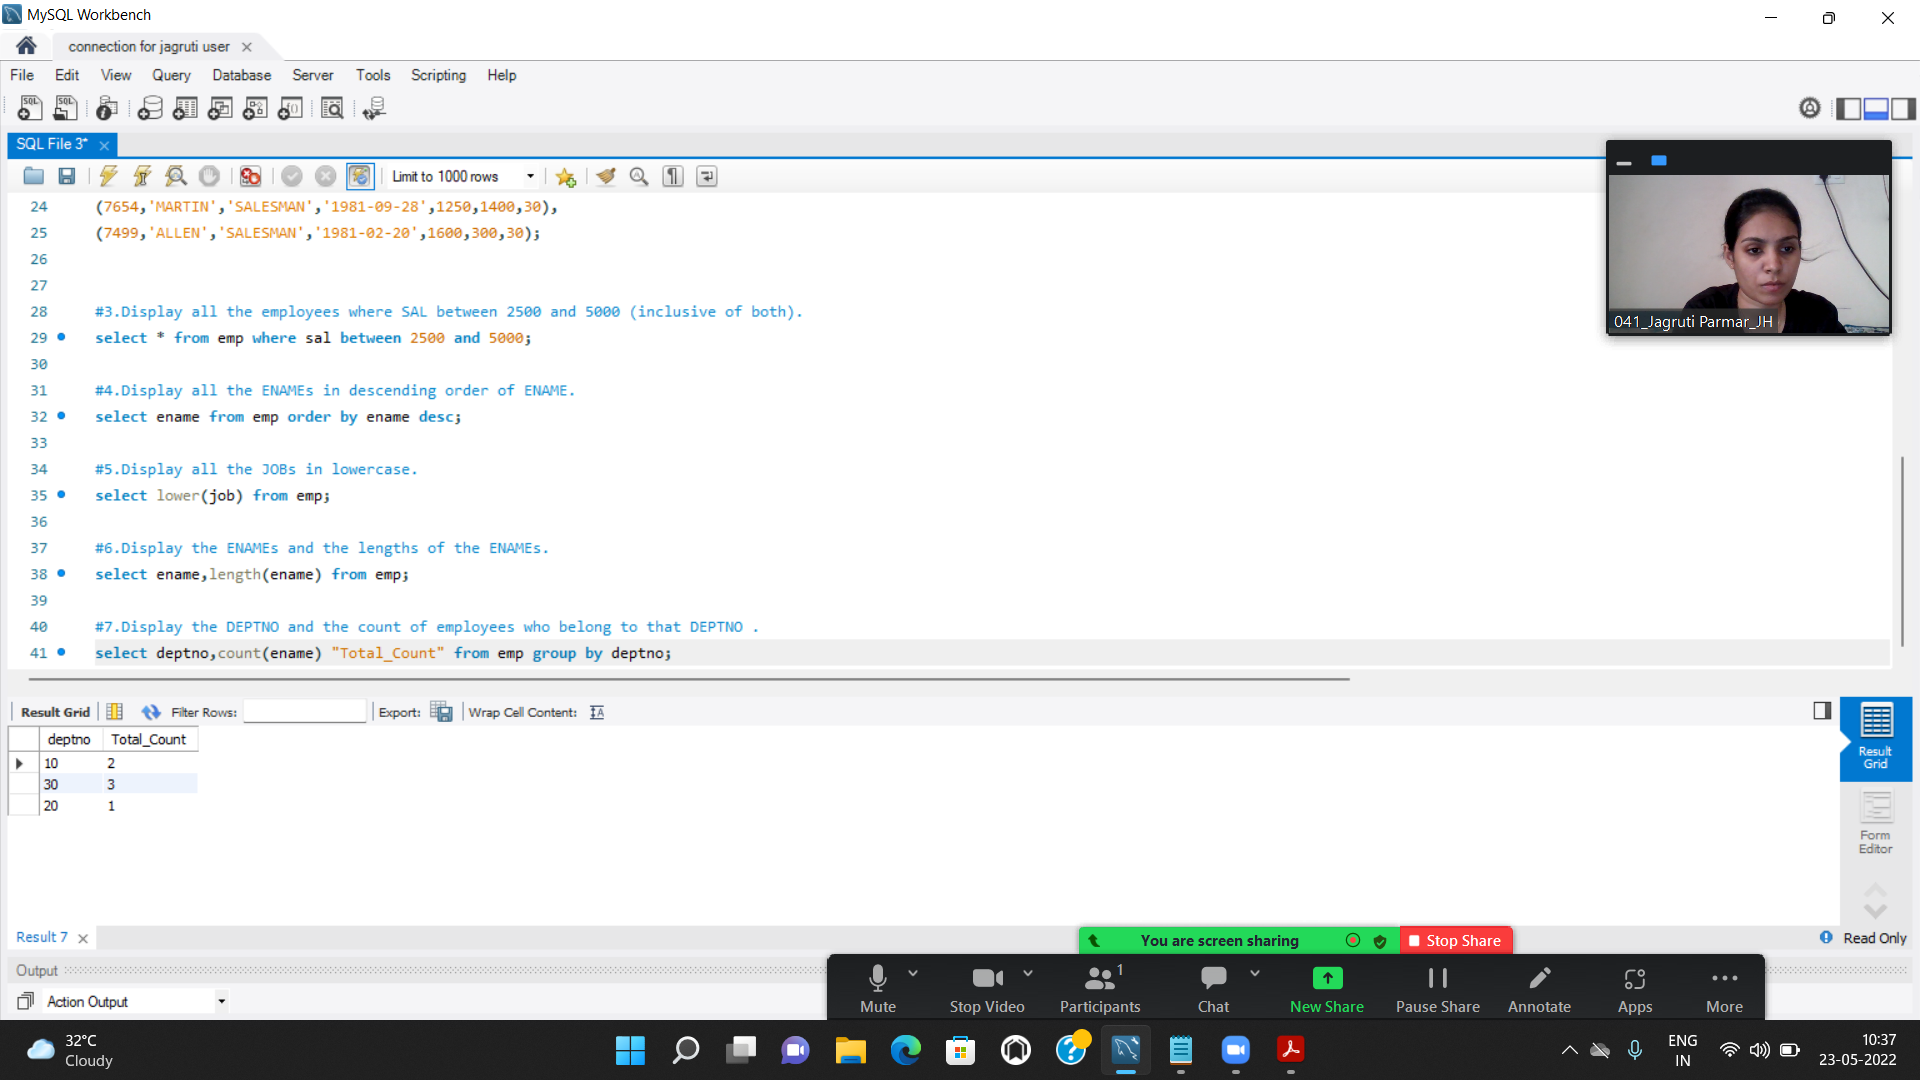 MySQL Workbench
connection for jagruti user
File Edit View Query Database Server Tools Scripting Help
SQL File 3*
Limit to 1000 rows
24 (7654,'MARTIN','SALESMAN','1981-09-28',1250,1400,30),
25 (7499,'ALLEN','SALESMAN','1981-02-20',1600,300,30);
26
27
28 #3.Display all the employees where SAL between 2500 and 5000 (inclusive of both).
29 select * from emp where sal between 2500 and 5000;
30
31 #4.Display all the ENAMEs in descending order of ENAME.
32 select ename from emp order by ename desc;
33
34 #5.Display all the JOBs in lowercase.
35 select lower(job) from emp;
36
37 #6.Display the ENAMEs and the lengths of the ENAMEs.
38 select ename,length(ename) from emp;
39
40 #7.Display the DEPTNO and the count of employees who belong to that DEPTNO .
41 select deptno,count(ename) "Total_Count" from emp group by deptno;
041_Jagruti Parmar_JH
Result Grid Filter Rows: Export: Wrap Cell Content:
deptno Total_Count
10 2
30 3
20 1
Result Grid
Form Editor
Result 7
Read Only
You are screen sharing Stop Share
Output
Action Output
Mute Stop Video Participants 1 Chat New Share Pause Share Annotate Apps More
32°C
Cloudy
ENG
IN
10:37
23-05-2022